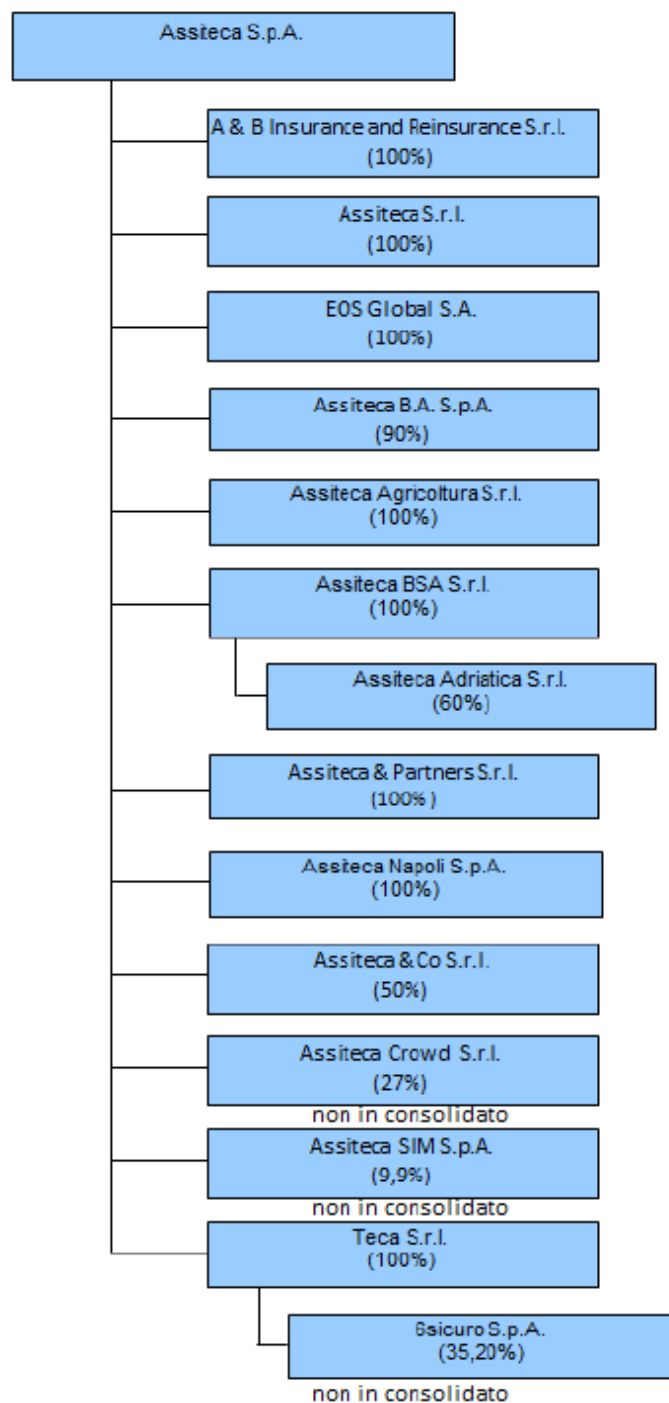 Assiteca S.p.A.
A & B Insurance and Reinsurance S.r.l.
(100%)
Assiteca S.r.l.
(100%)
EOS Global S.A.
(100%)
Assiteca B.A. S.p.A.
(90%)
Assiteca Agricoltura S.r.l.
(100%)
Assiteca BSA S.r.l.
(100%)
Assiteca Adriatica S.r.l.
(60%)
Assiteca & Partners S.r.l.
(100%)
Assiteca Napoli S.p.A.
(100%)
Assiteca & Co S.r.l.
(50%)
Assiteca Crowd S.r.l.
(27%)
non in consolidato
Assiteca SIM S.p.A.
(9,9%)
non in consolidato
Teca S.r.l.
(100%)
6sicuro S.p.A.
(35,20%)
non in consolidato